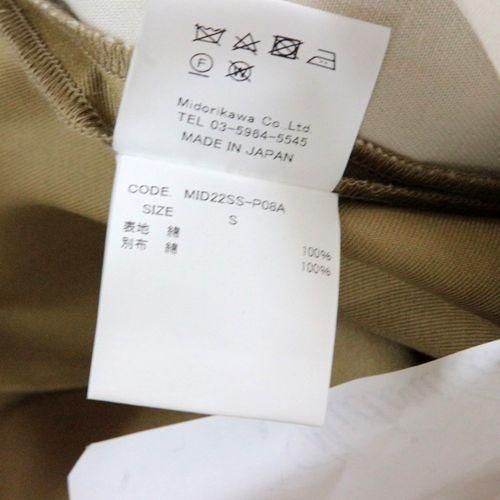 F W
Midorikawa Co.,Ltd.
TEL 03-5984-5545
MADE IN JAPAN
CODE. MID22SS-P08A
SIZE S
表地 綿 100%
別布 綿 100%